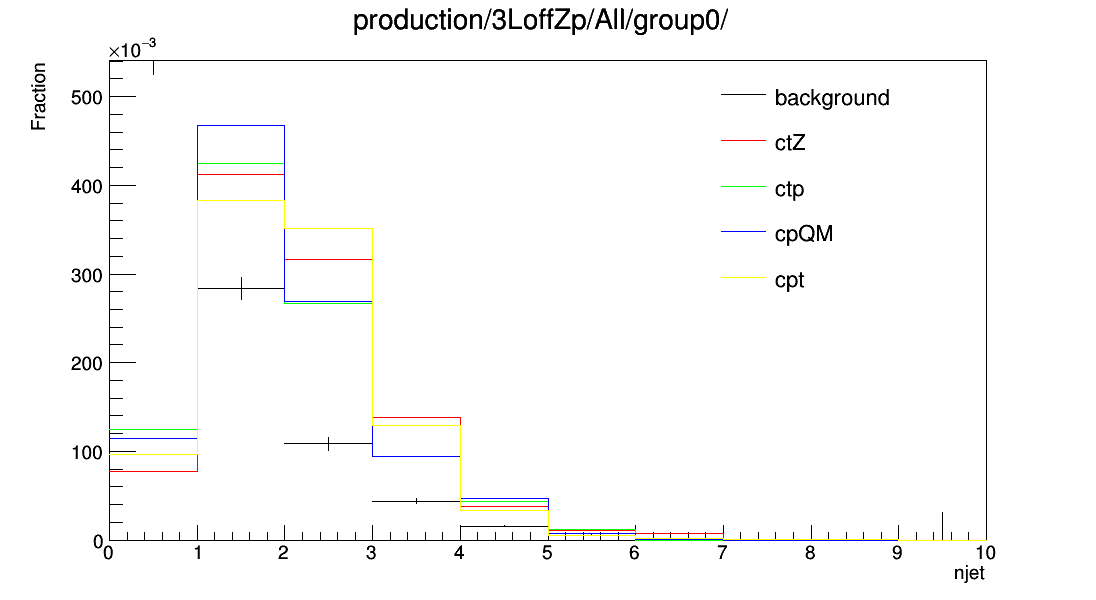 production/3LoffZp/All/group0/
×10⁻³
Fraction
500
400
300
200
100
0
background
ctZ
ctp
cpQM
cpt
0 1 2 3 4 5 6 7 8 9 10
njet